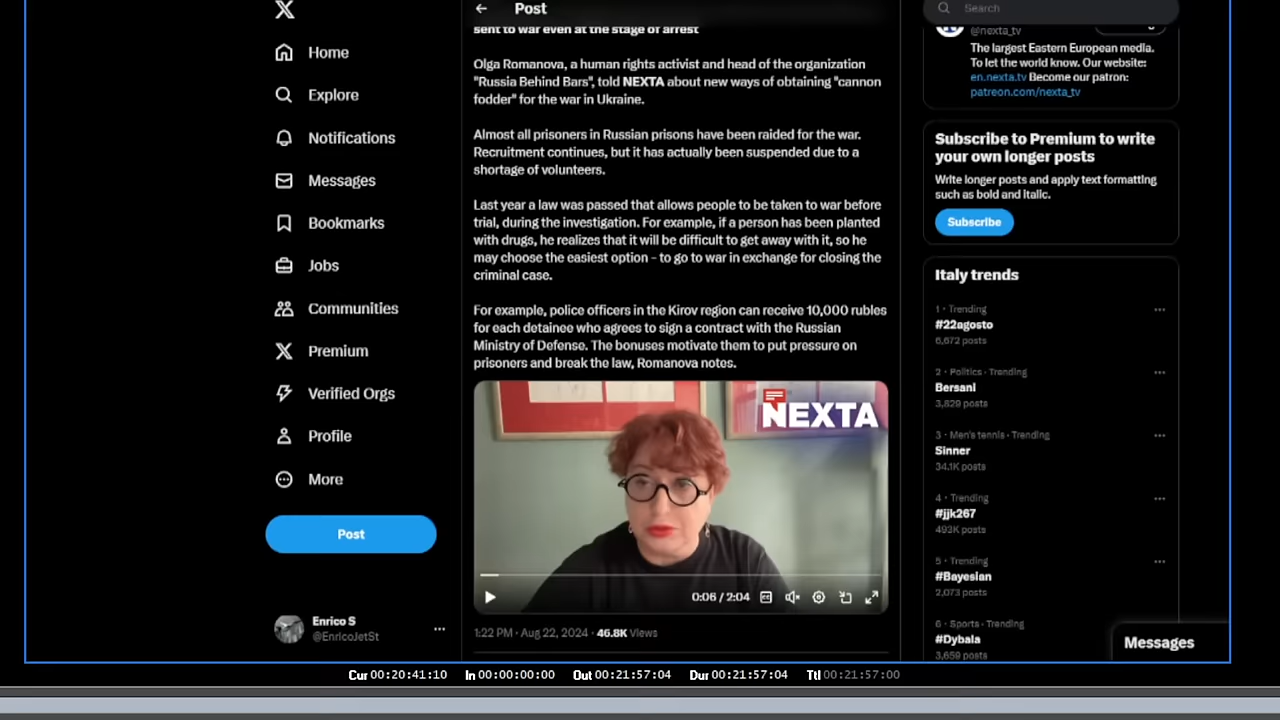 Post
Search
sent to war even at the stage of arrest
@nexta_tv
Home
Explore
Notifications
Messages
Bookmarks
Jobs
Communities
Premium
Verified Orgs
Profile
More
Post
Enrico S
@EnricoJetSt
Olga Romanova, a human rights activist and head of the organization
"Russia Behind Bars", told NEXTA about new ways of obtaining "cannon
fodder" for the war in Ukraine.
Almost all prisoners in Russian prisons have been raided for the war.
Recruitment continues, but it has actually been suspended due to a
shortage of volunteers.
Last year a law was passed that allows people to be taken to war before
trial, during the investigation. For example, if a person has been planted
with drugs, he realizes that it will be difficult to get away with it, so he
may choose the easiest option - to go to war in exchange for closing the
criminal case.
For example, police officers in the Kirov region can receive 10,000 rubles
for each detainee who agrees to sign a contract with the Russian
Ministry of Defense. The bonuses motivate them to put pressure on
prisoners and break the law, Romanova notes.
NEXTA
0:06 / 2:04
1:22 PM · Aug 22, 2024 · 46.8K Views
The largest Eastern European media.
To let the world know. Our website:
en.nexta.tv Become our patron:
patreon.com/nexta_tv
Subscribe to Premium to write
your own longer posts
Write longer posts and apply text formatting
such as bold and italic.
Subscribe
Italy trends
1 · Trending
#22agosto
6,672 posts
2 · Politics · Trending
Bersani
3,829 posts
3 · Men's tennis · Trending
Sinner
34.1K posts
4 · Trending
#jjk267
493K posts
5 · Trending
#Bayesian
2,073 posts
6 · Sports · Trending
#Dybala
3,659 posts
Messages
Cur 00:20:41:10 In 00:00:00:00 Out 00:21:57:04 Dur 00:21:57:04 Ttl 00:21:57:00